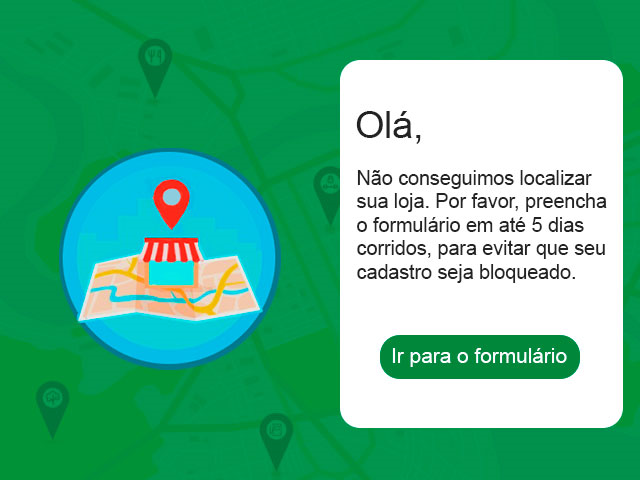 Olá,
Não conseguimos localizar
sua loja. Por favor, preencha
o formulário em até 5 dias
corridos, para evitar que seu
cadastro seja bloqueado.
Ir para o formulário